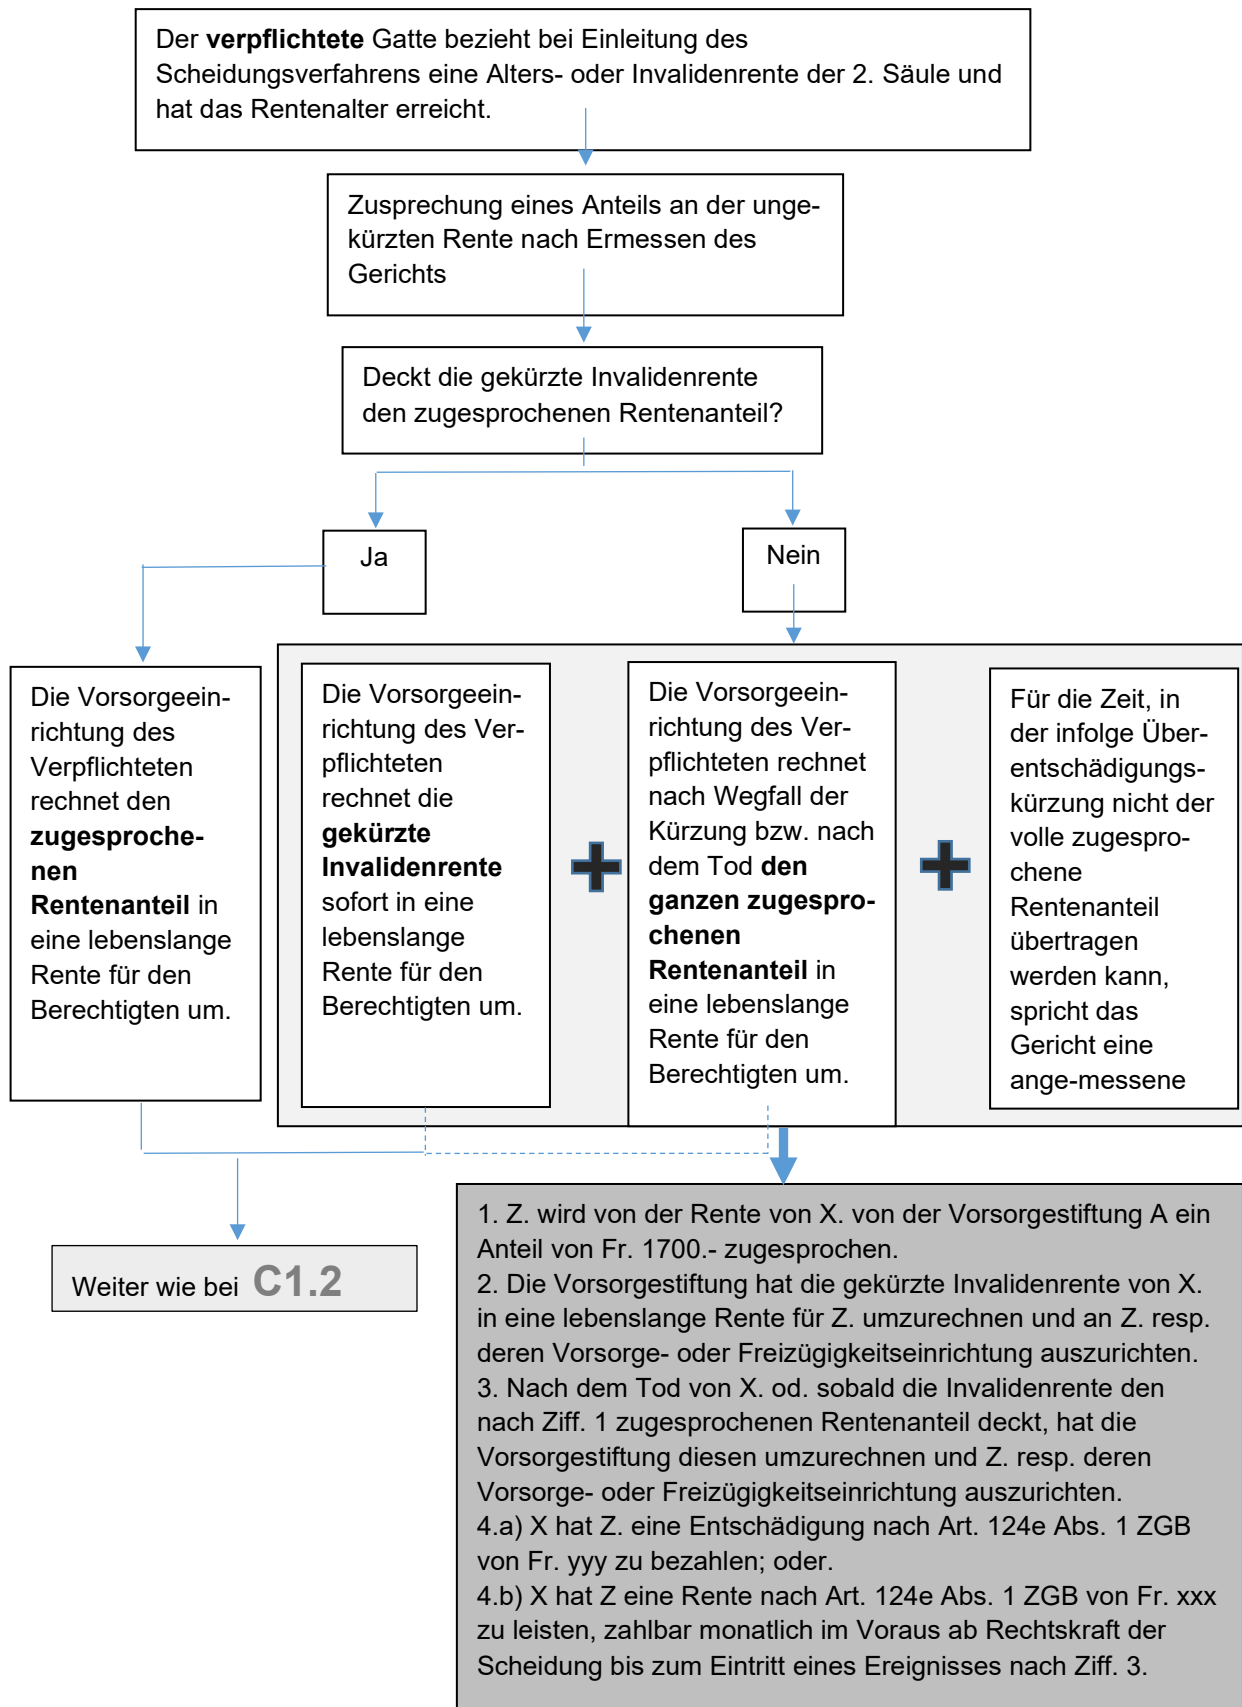 Der verpflichtete Gatte bezieht bei Einleitung des
Scheidungsverfahrens eine Alters- oder Invalidenrente der 2. Säule und
hat das Rentenalter erreicht.
Zusprechung eines Anteils an der unge-
kürzten Rente nach Ermessen des
Gerichts
Deckt die gekürzte Invalidenrente
den zugesprochenen Rentenanteil?
Ja
Nein
Die Vorsorgeein-
richtung des
Verpflichteten
rechnet den
zugesproche-
nen
Rentenanteil in
eine lebenslange
Rente für den
Berechtigten um.
Die Vorsorgeein-
richtung des Ver-
pflichteten
rechnet die
gekürzte
Invalidenrente
sofort in eine
lebenslange
Rente für den
Berechtigten um.
Die Vorsorgeein-
richtung des Ver-
pflichteten rechnet
nach Wegfall der
Kürzung bzw. nach
dem Tod den
ganzen zugespro-
chenen
Rentenanteil in
eine lebenslange
Rente für den
Berechtigten um.
Für die Zeit, in
der infolge Über-
entschädigungs-
kürzung nicht der
volle zugespro-
chene
Rentenanteil
übertragen
werden kann,
spricht das
Gericht eine
ange-messene
Weiter wie bei C1.2
1. Z. wird von der Rente von X. von der Vorsorgestiftung A ein
Anteil von Fr. 1700.- zugesprochen.
2. Die Vorsorgestiftung hat die gekürzte Invalidenrente von X.
in eine lebenslange Rente für Z. umzurechnen und an Z. resp.
deren Vorsorge- oder Freizügigkeitseinrichtung auszurichten.
3. Nach dem Tod von X. od. sobald die Invalidenrente den
nach Ziff. 1 zugesprochenen Rentenanteil deckt, hat die
Vorsorgestiftung diesen umzurechnen und Z. resp. deren
Vorsorge- oder Freizügigkeitseinrichtung auszurichten.
4.a) X hat Z. eine Entschädigung nach Art. 124e Abs. 1 ZGB
von Fr. yyy zu bezahlen; oder.
4.b) X hat Z eine Rente nach Art. 124e Abs. 1 ZGB von Fr. xxx
zu leisten, zahlbar monatlich im Voraus ab Rechtskraft der
Scheidung bis zum Eintritt eines Ereignisses nach Ziff. 3.